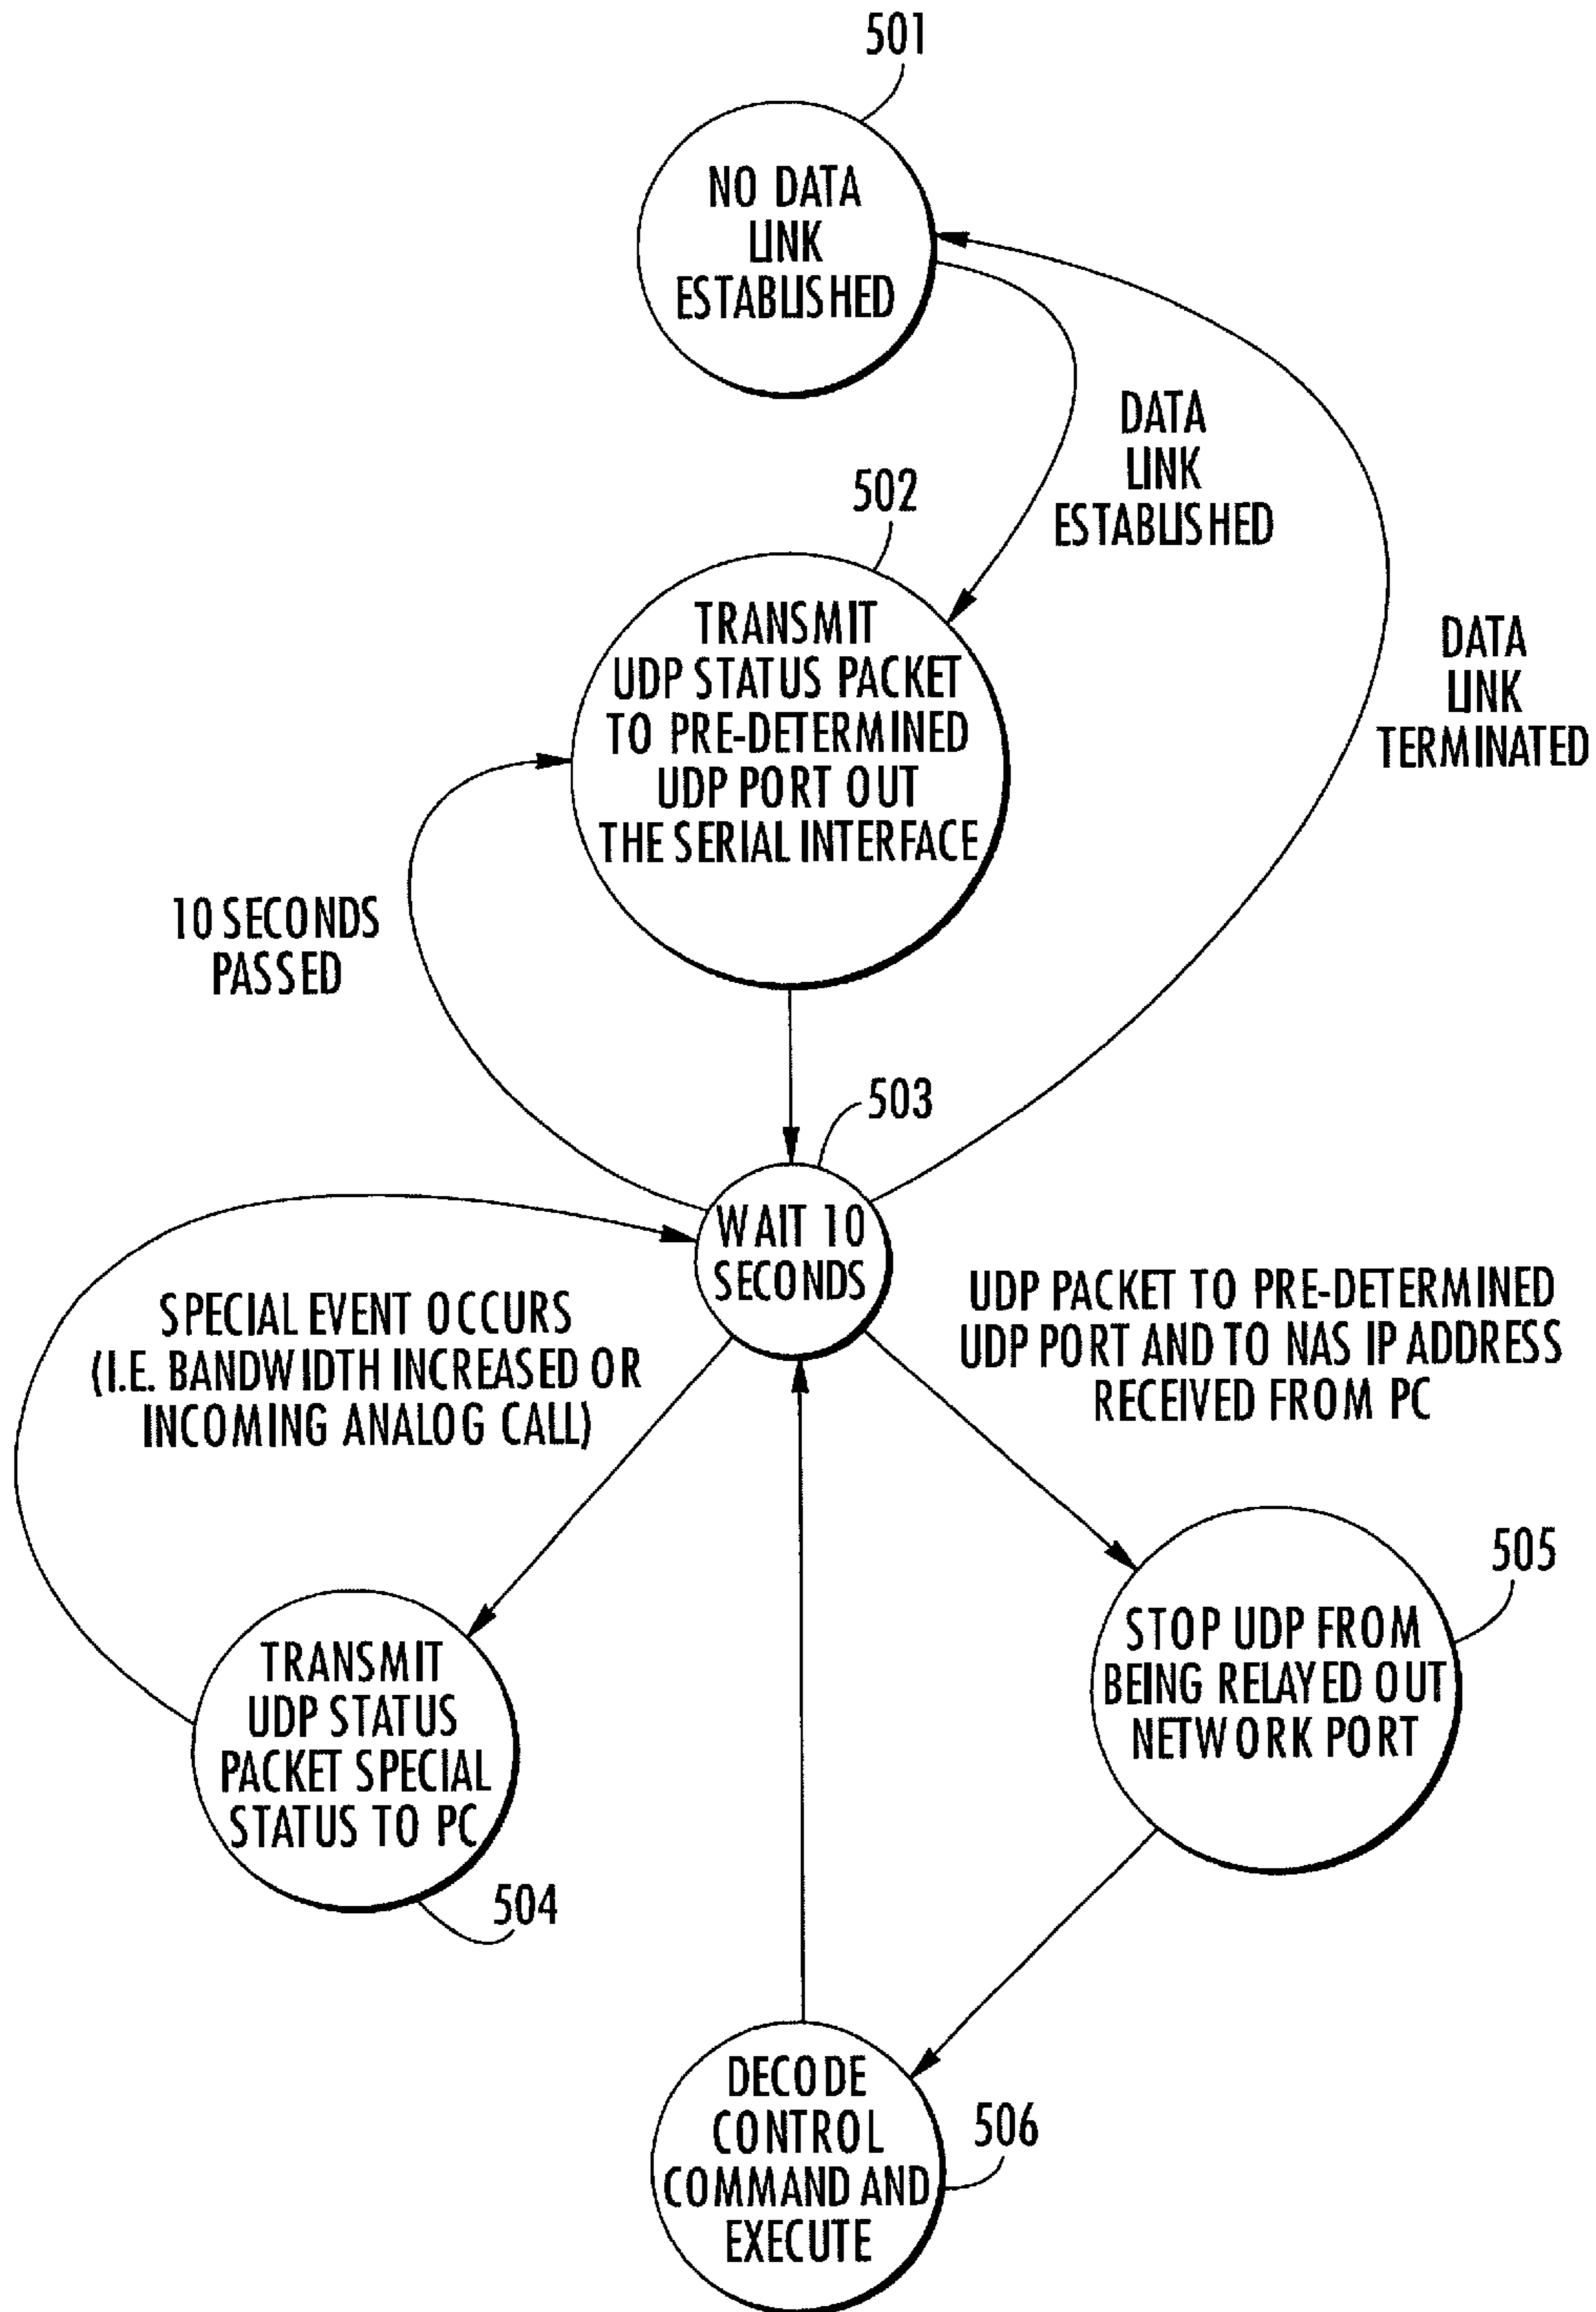 501
NO DATA
LINK
ESTABLISHED
DATA
LINK
ESTABLISHED
502
TRANSMIT
UDP STATUS PACKET
TO PRE-DETERMINED
UDP PORT OUT
THE SERIAL INTERFACE
DATA
LINK
TERMINATED
10 SECONDS
PASSED
503
WAIT 10
SECONDS
SPECIAL EVENT OCCURS
(I.E. BANDWIDTH INCREASED OR
INCOMING ANALOG CALL)
UDP PACKET TO PRE-DETERMINED
UDP PORT AND TO NAS IP ADDRESS
RECEIVED FROM PC
505
STOP UDP FROM
BEING RELAYED OUT
NETWORK PORT
TRANSMIT
UDP STATUS
PACKET SPECIAL
STATUS TO PC
504
DECODE
CONTROL
COMMAND AND
EXECUTE
506